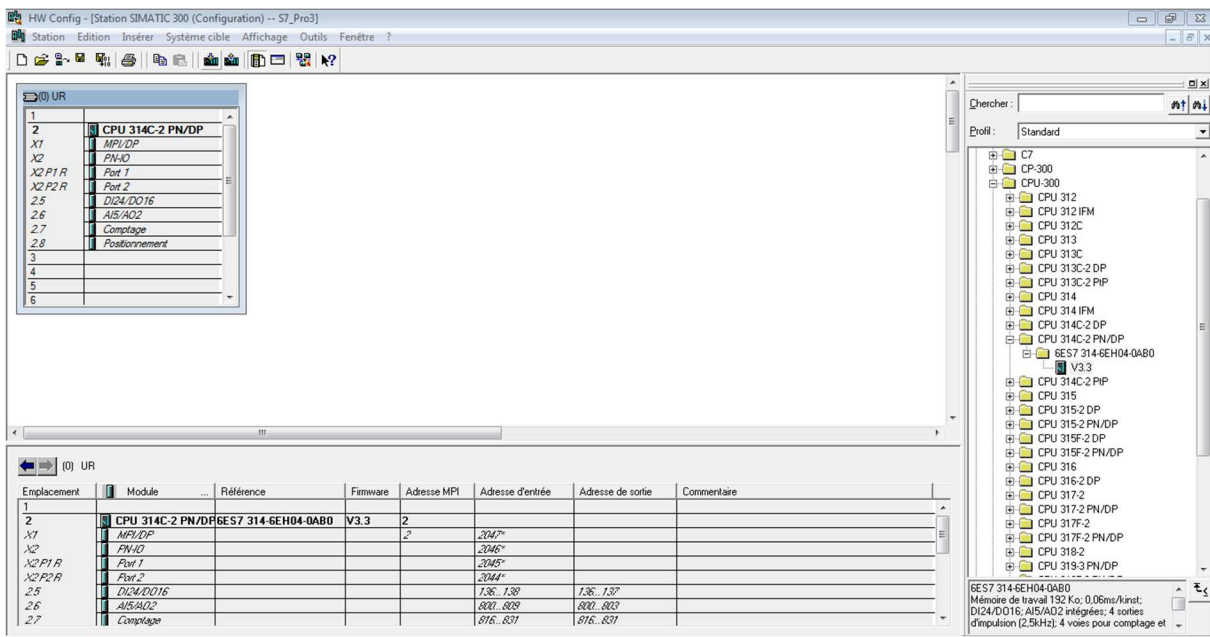 HW Config - [Station SIMATIC 300 (Configuration) -- S7_Pro3]
Station Edition Insérer Système cible Affichage Outils Fenêtre ?
(0) UR
1
2 CPU 314C-2 PN/DP
X1 MPI/DP
X2 PN-IO
X2 P1 R Port 1
X2 P2 R Port 2
2.5 DI24/DO16
2.6 AI5/AO2
2.7 Comptage
2.8 Positionnement
3
4
5
6
Chercher :
Profil : Standard
C7
CP-300
CPU-300
CPU 312
CPU 312 IFM
CPU 312C
CPU 313
CPU 313C
CPU 313C-2 DP
CPU 313C-2 PtP
CPU 314
CPU 314 IFM
CPU 314C-2 DP
CPU 314C-2 PN/DP
6ES7 314-6EH04-0AB0
V3.3
CPU 314C-2 PtP
CPU 315
CPU 315-2 DP
CPU 315-2 PN/DP
CPU 315F-2 DP
CPU 315F-2 PN/DP
CPU 316
CPU 316-2 DP
CPU 317-2
CPU 317-2 PN/DP
CPU 317F-2
CPU 317F-2 PN/DP
CPU 318-2
CPU 319-3 PN/DP
6ES7 314-6EH04-0AB0
Mémoire de travail 192 Ko; 0,06ms/kinst;
DI24/DO16; AI5/AO2 intégrées; 4 sorties
d'impulsion (2,5kHz); 4 voies pour comptage et
(0) UR
Emplacement Module ... Référence Firmware Adresse MPI Adresse d'entrée Adresse de sortie Commentaire
1
2 CPU 314C-2 PN/DP 6ES7 314-6EH04-0AB0 V3.3 2
X1 MPI/DP 2 2047*
X2 PN-IO 2046*
X2 P1 R Port 1 2045*
X2 P2 R Port 2 2044*
2.5 DI24/DO16 136...138 136...137
2.6 AI5/AO2 800...809 800...803
2.7 Comptage 816...831 816...831